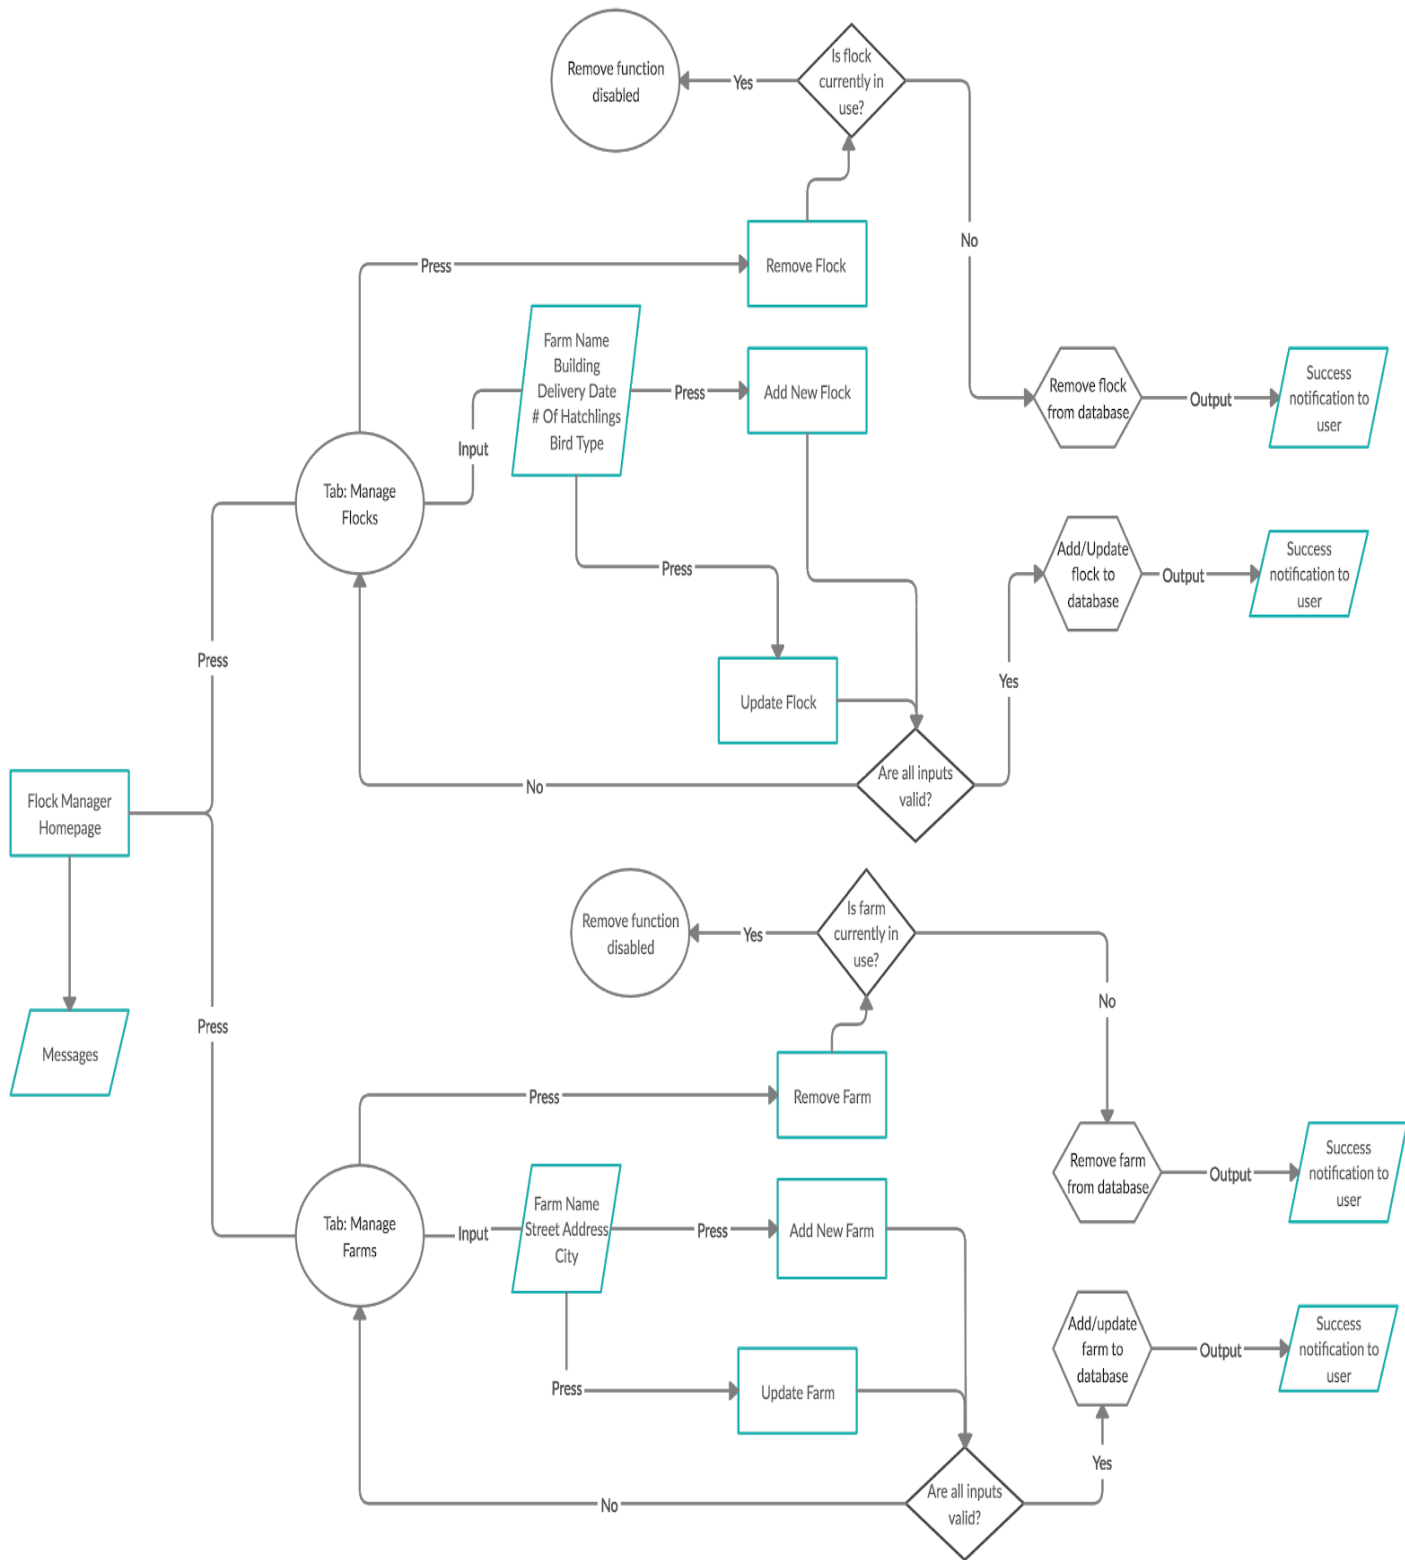 Remove function
disabled
Yes
Is flock
currently in
use?
No
Press
Remove Flock
Farm Name
Building
Delivery Date
# Of Hatchlings
Bird Type
Press
Add New Flock
Input
Remove flock
from database
Output
Success
notification to
user
Tab: Manage
Flocks
Press
Add/Update
flock to
database
Output
Success
notification to
user
Press
Yes
Update Flock
No
Are all inputs
valid?
Flock Manager
Homepage
Remove function
disabled
Yes
Is farm
currently in
use?
No
Press
Messages
Press
Remove Farm
Remove farm
from database
Output
Success
notification to
user
Tab: Manage
Farms
Input
Farm Name
Street Address
City
Press
Add New Farm
Add/update
farm to
database
Output
Success
notification to
user
Press
Update Farm
Yes
No
Are all inputs
valid?